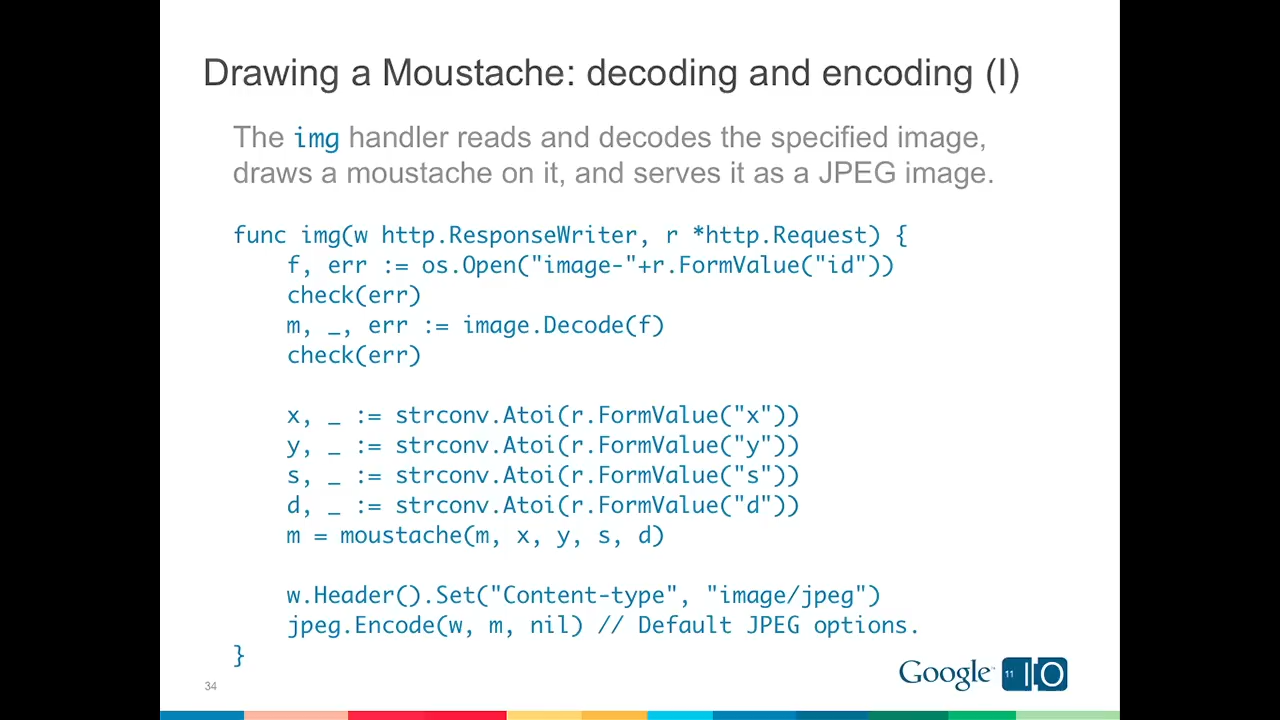 Drawing a Moustache: decoding and encoding (I)
The img handler reads and decodes the specified image,
draws a moustache on it, and serves it as a JPEG image.
func img(w http.ResponseWriter, r *http.Request) {
    f, err := os.Open("image-"+r.FormValue("id"))
    check(err)
    m, _, err := image.Decode(f)
    check(err)
    x, _ := strconv.Atoi(r.FormValue("x"))
    y, _ := strconv.Atoi(r.FormValue("y"))
    s, _ := strconv.Atoi(r.FormValue("s"))
    d, _ := strconv.Atoi(r.FormValue("d"))
    m = moustache(m, x, y, s, d)
    w.Header().Set("Content-type", "image/jpeg")
    jpeg.Encode(w, m, nil) // Default JPEG options.
}
34
Google™ 11 IO